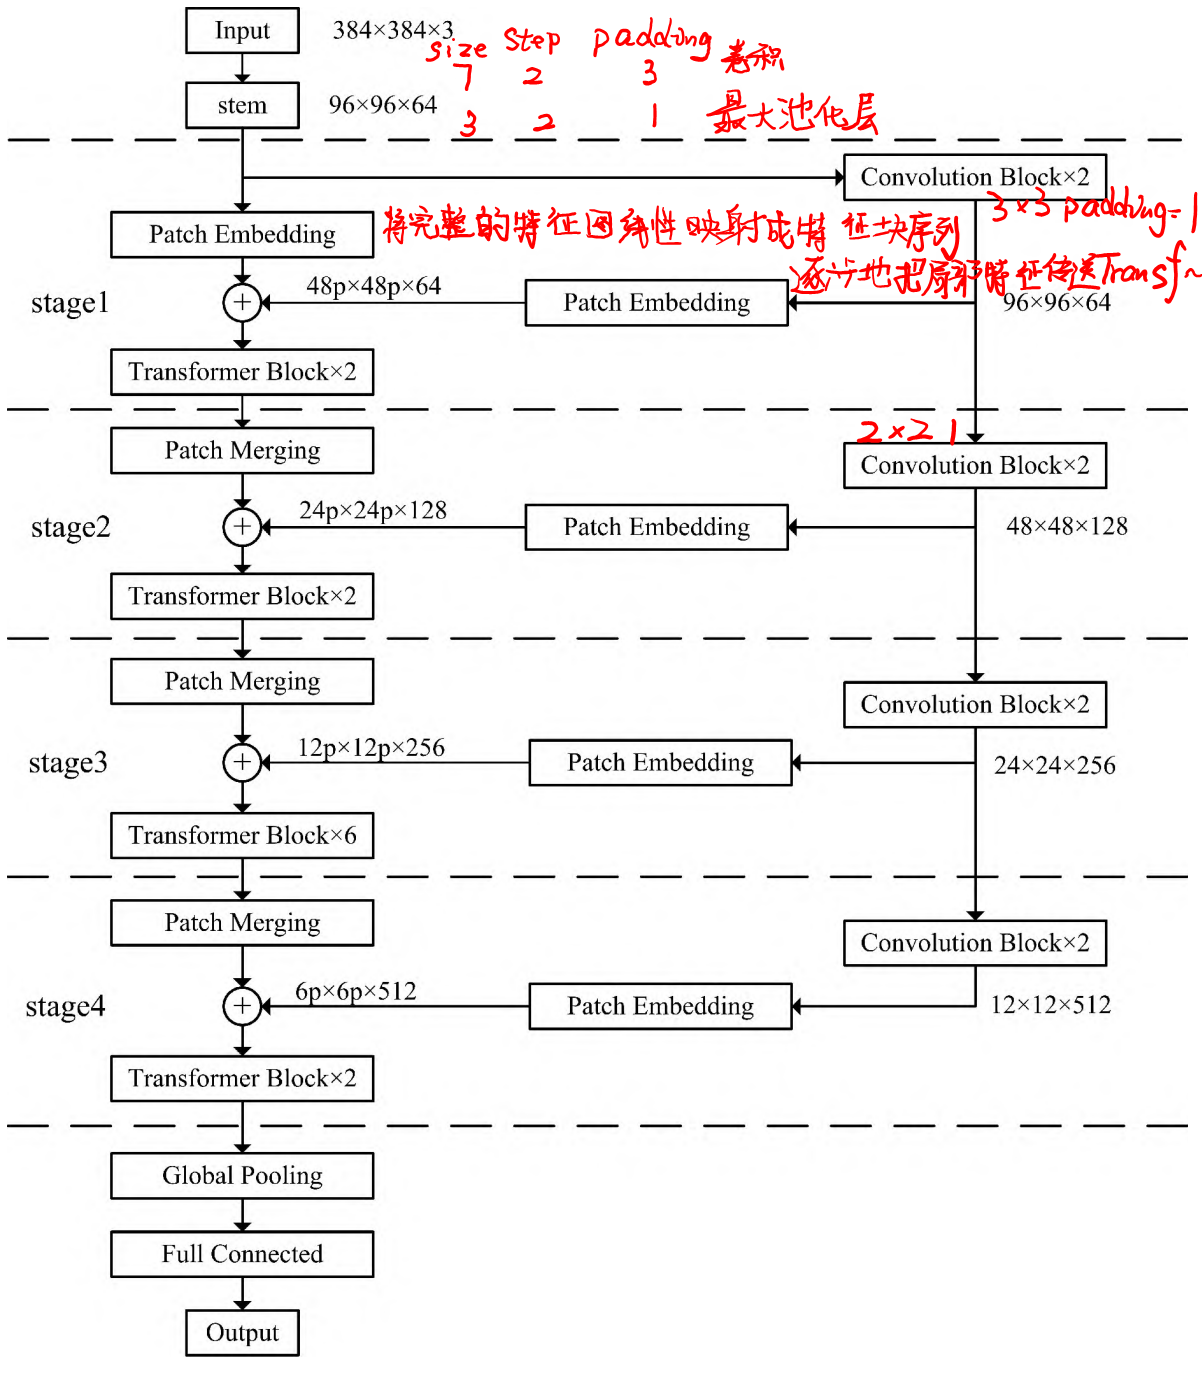 Input 384×384×3
size step padding
7 2 3 卷积
stem 96×96×64
3 2 1 最大池化层
Convolution Block×2
3×3 padding=1
Patch Embedding 将完整的特征图线性映射成特征块序列
逐步地把局部特征传送Transf~
stage1 + 48p×48p×64 Patch Embedding 96×96×64
Transformer Block×2
2×2 1
Patch Merging Convolution Block×2
stage2 + 24p×24p×128 Patch Embedding 48×48×128
Transformer Block×2
Patch Merging
Convolution Block×2
stage3 + 12p×12p×256 Patch Embedding 24×24×256
Transformer Block×6
Patch Merging
Convolution Block×2
stage4 + 6p×6p×512 Patch Embedding 12×12×512
Transformer Block×2
Global Pooling
Full Connected
Output